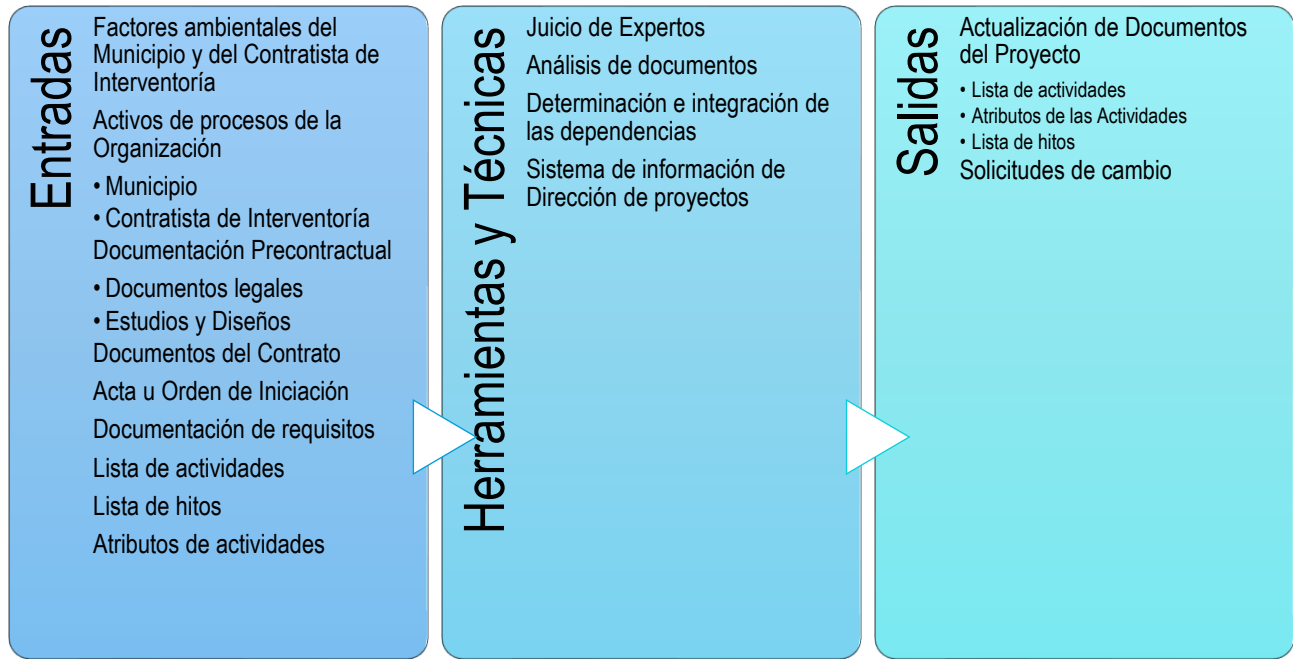 Entradas
Factores ambientales del
Municipio y del Contratista de
Interventoría
Activos de procesos de la
Organización
• Municipio
• Contratista de Interventoría
Documentación Precontractual
• Documentos legales
• Estudios y Diseños
Documentos del Contrato
Acta u Orden de Iniciación
Documentación de requisitos
Lista de actividades
Lista de hitos
Atributos de actividades
Herramientas y Técnicas
Juicio de Expertos
Análisis de documentos
Determinación e integración de
las dependencias
Sistema de información de
Dirección de proyectos
Salidas
Actualización de Documentos
del Proyecto
• Lista de actividades
• Atributos de las Actividades
• Lista de hitos
Solicitudes de cambio